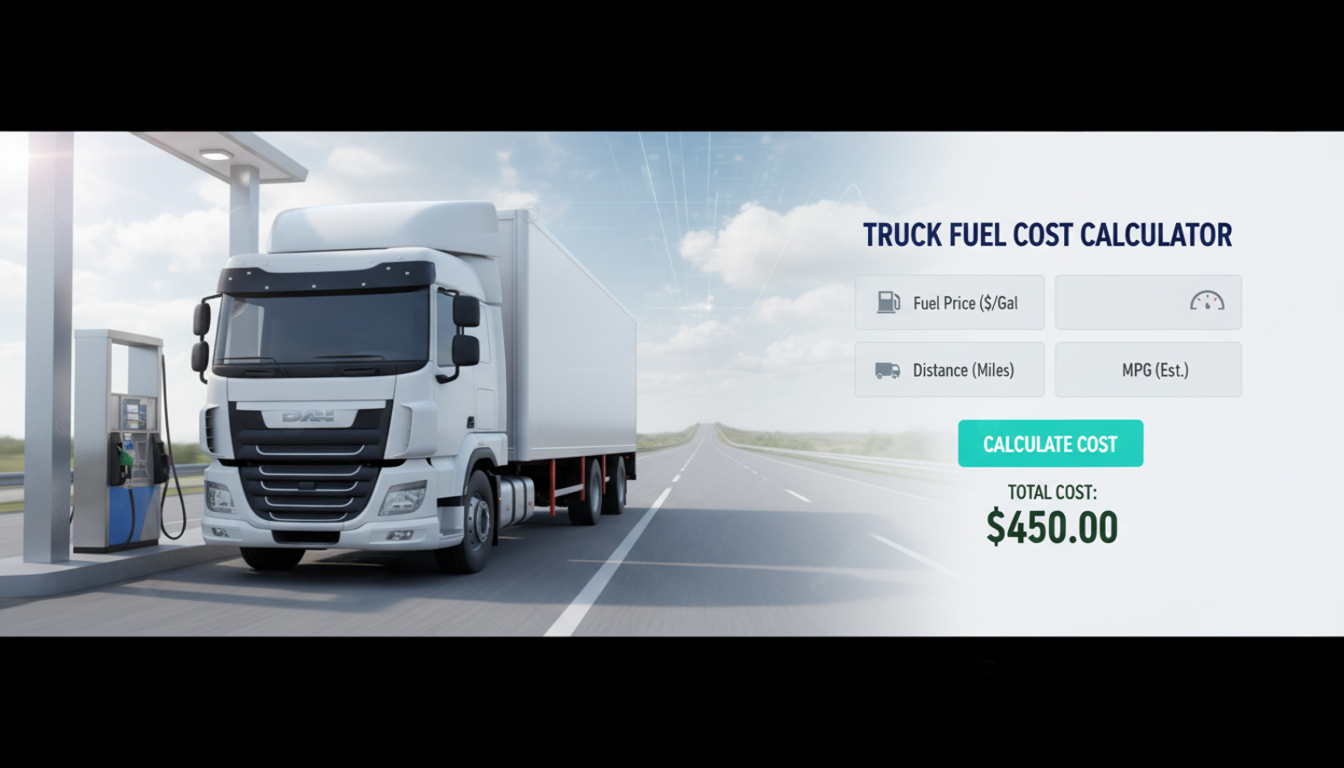 TRUCK FUEL COST CALCULATOR
Fuel Price ($/Gal
Distance (Miles)
MPG (Est.)
CALCULATE COST
TOTAL COST:
$450.00